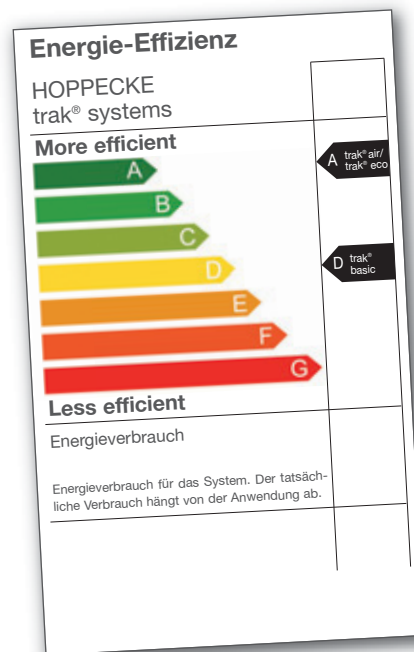 Energie-Effizienz
HOPPECKE
trak® systems
More efficient
A
A trak® air/
trak® eco
B
C
D
D trak®
basic
E
F
G
Less efficient
Energieverbrauch
Energieverbrauch für das System. Der tatsäch-
liche Verbrauch hängt von der Anwendung ab.